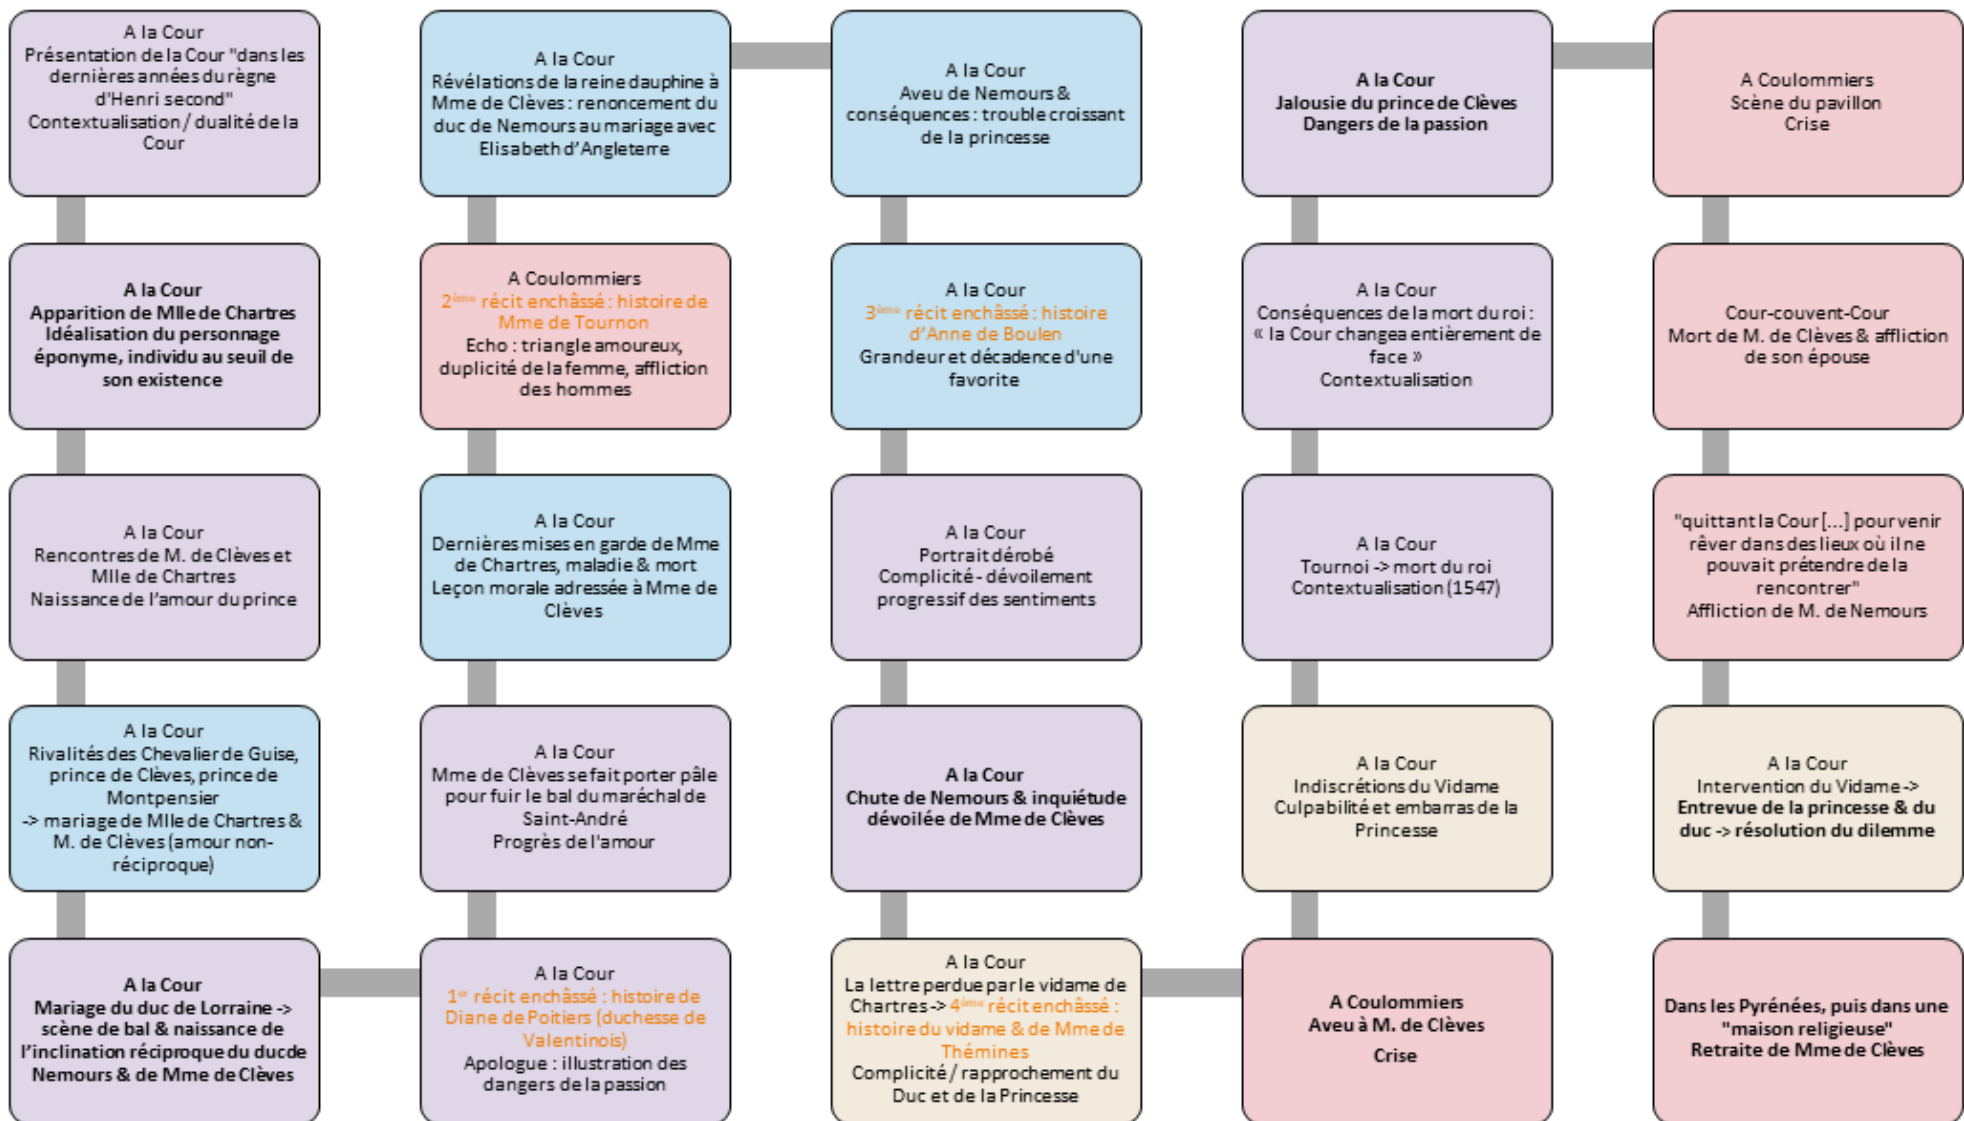 A la Cour
Présentation de la Cour "dans les
dernières années du règne
d'Henri second"
Contextualisation / dualité de la
Cour
A la Cour
Apparition de Mlle de Chartres
Idéalisation du personnage
éponyme, individu au seuil de
son existence
A la Cour
Rencontres de M. de Clèves et
Mlle de Chartres
Naissance de l'amour du prince
A la Cour
Rivalités des Chevalier de Guise,
prince de Clèves, prince de
Montpensier
-> mariage de Mlle de Chartres &
M. de Clèves (amour non-
réciproque)
A la Cour
Mariage du duc de Lorraine ->
scène de bal & naissance de
l'inclination réciproque du duc de
Nemours & de Mme de Clèves
A la Cour
1er récit enchâssé : histoire de
Diane de Poitiers (duchesse de
Valentinois)
Apologue : illustration des
dangers de la passion
A la Cour
Mme de Clèves se fait porter pâle
pour fuir le bal du maréchal de
Saint-André
Progrès de l'amour
A la Cour
Dernières mises en garde de Mme
de Chartres, maladie & mort
Leçon morale adressée à Mme de
Clèves
A Coulommiers
2ème récit enchâssé : histoire de
Mme de Tournon
Echo : triangle amoureux,
duplicité de la femme, affliction
des hommes
A la Cour
Révélations de la reine dauphine à
Mme de Clèves : renoncement du
duc de Nemours au mariage avec
Elisabeth d'Angleterre
A la Cour
Aveu de Nemours &
conséquences : trouble croissant
de la princesse
A la Cour
3ème récit enchâssé : histoire
d'Anne de Boulen
Grandeur et décadence d'une
favorite
A la Cour
Portrait dérobé
Complicité - dévoilement
progressif des sentiments
A la Cour
Chute de Nemours & inquiétude
dévoilée de Mme de Clèves
A la Cour
La lettre perdue par le vidame de
Chartres -> 4ème récit enchâssé :
histoire du vidame & de Mme de
Thémines
Complicité / rapprochement du
Duc et de la Princesse
A Coulommiers
Aveu à M. de Clèves
Crise
A la Cour
Indiscrétions du Vidame
Culpabilité et embarras de la
Princesse
A la Cour
Tournoi -> mort du roi
Contextualisation (1547)
A la Cour
Conséquences de la mort du roi :
« la Cour changea entièrement de
face »
Contextualisation
A la Cour
Jalousie du prince de Clèves
Dangers de la passion
A Coulommiers
Scène du pavillon
Crise
Cour-couvent-Cour
Mort de M. de Clèves & affliction
de son épouse
"quittant la Cour [...] pour venir
rêver dans des lieux où il ne
pouvait prétendre de la
rencontrer"
Affliction de M. de Nemours
A la Cour
Intervention du Vidame ->
Entrevue de la princesse & du
duc -> résolution du dilemme
Dans les Pyrénées, puis dans une
"maison religieuse"
Retraite de Mme de Clèves